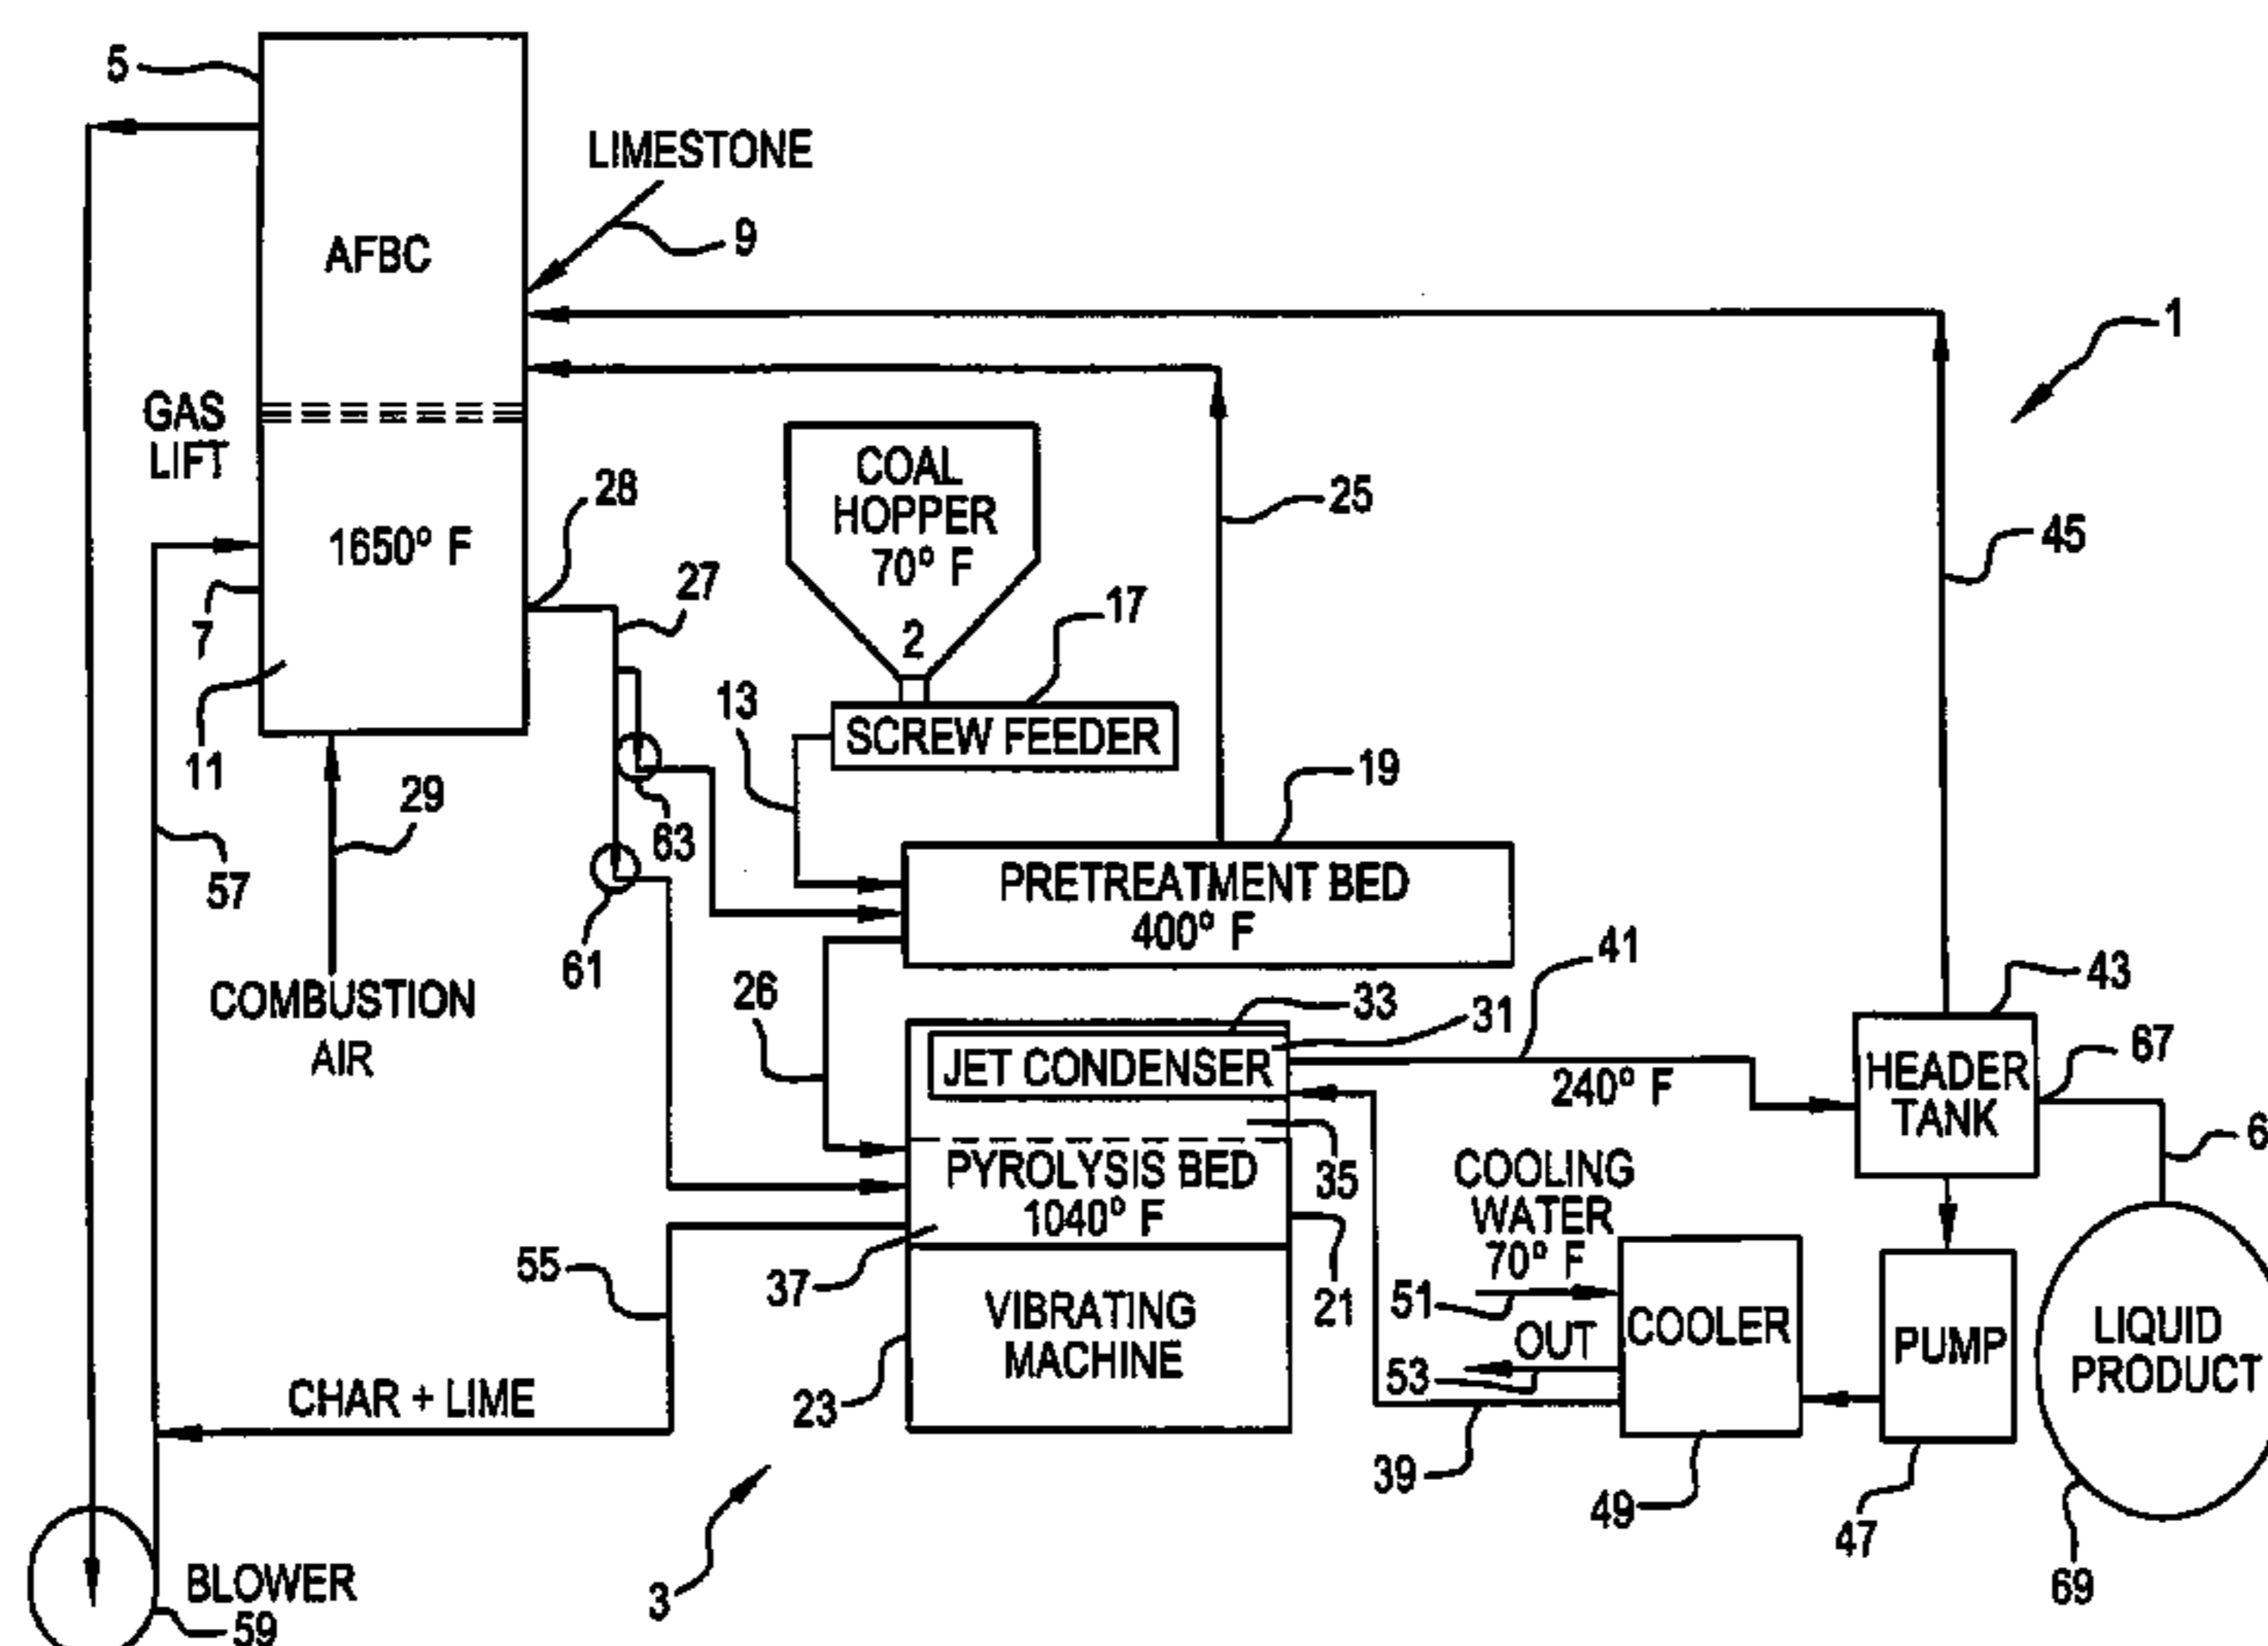 5
LIMESTONE
9
AFBC
1
GAS
LIFT
1650° F
28
7
11
27
COAL
HOPPER
70° F
2
17
25
45
13
SCREW FEEDER
29
57
63
61
19
PRETREATMENT BED
400° F
COMBUSTION
AIR
26
33
31
JET CONDENSER
41
240° F
43
HEADER
TANK
67
6
35
PYROLYSIS BED
1040° F
COOLING
WATER
70° F
55
37
21
51
OUT
53
COOLER
PUMP
LIQUID
PRODUCT
VIBRATING
MACHINE
23
CHAR + LIME
39
49
47
69
3
BLOWER
59